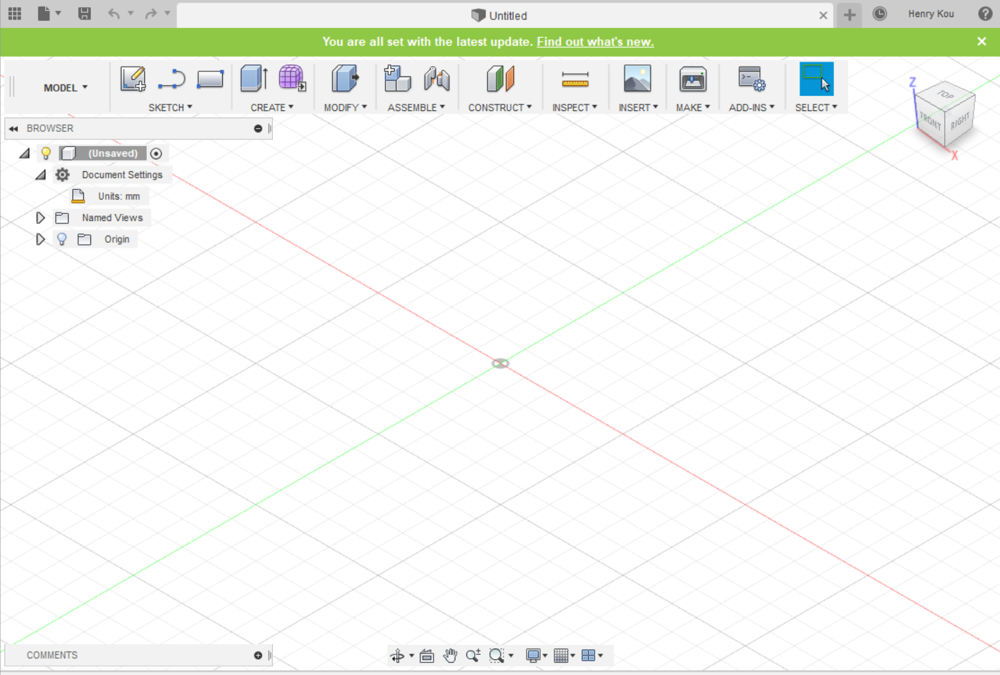 Untitled
Henry Kou
You are all set with the latest update. Find out what's new.
MODEL
SKETCH
CREATE
MODIFY
ASSEMBLE
CONSTRUCT
INSPECT
INSERT
MAKE
ADD-INS
SELECT
Z
TOP
FRONT
RIGHT
X
BROWSER
(Unsaved)
Document Settings
Units: mm
Named Views
Origin
COMMENTS